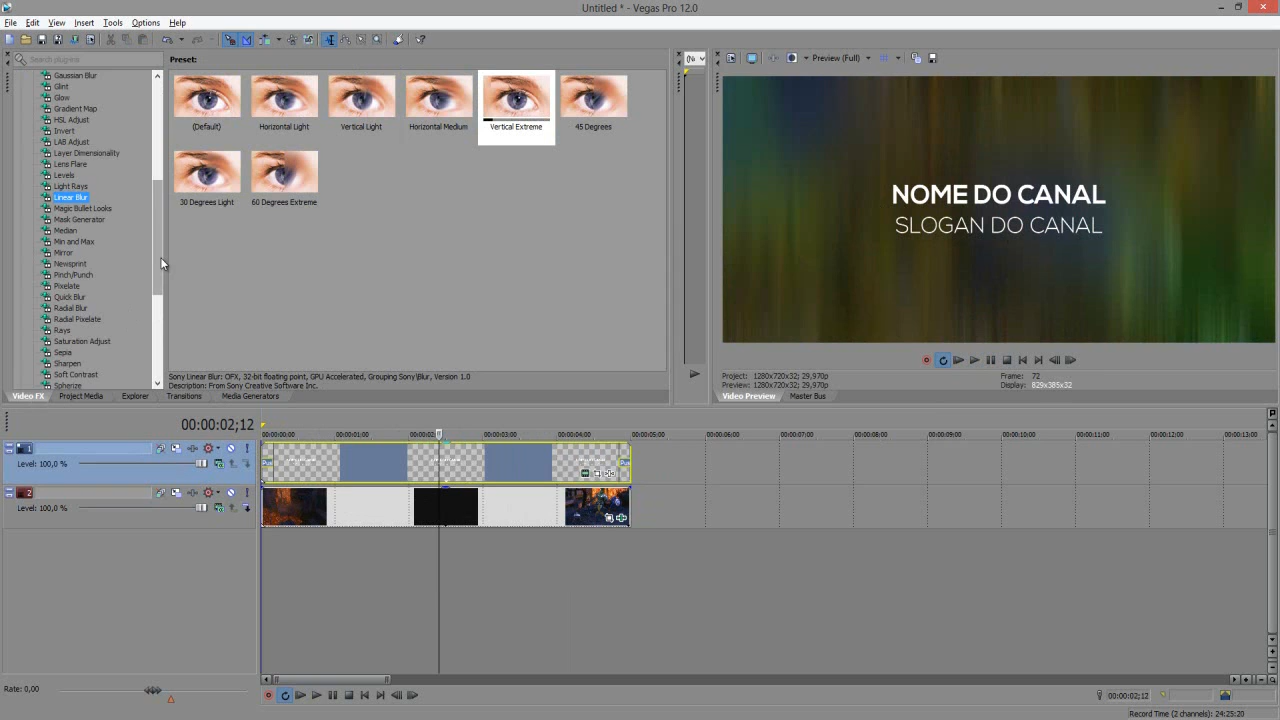 Untitled * - Vegas Pro 12.0
File Edit View Insert Tools Options Help
Search plug-ins
Preset:
Gaussian Blur
Glint
Glow
Gradient Map
HSL Adjust
Invert
LAB Adjust
Layer Dimensionality
Lens Flare
Levels
Light Rays
Linear Blur
Magic Bullet Looks
Mask Generator
Median
Min and Max
Mirror
Newsprint
Pinch/Punch
Pixelate
Quick Blur
Radial Blur
Radial Pixelate
Rays
Saturation Adjust
Sepia
Sharpen
Soft Contrast
Spherize
(Default) Horizontal Light Vertical Light Horizontal Medium Vertical Extreme 45 Degrees
30 Degrees Light 60 Degrees Extreme
Sony Linear Blur: OFX, 32-bit floating point, GPU Accelerated, Grouping Sony\Blur, Version 1.0
Description: From Sony Creative Software Inc.
Video FX Project Media Explorer Transitions Media Generators
Preview (Full)
NOME DO CANAL
SLOGAN DO CANAL
Project: 1280x720x32; 29,970p Frame: 72
Preview: 1280x720x32; 29,970p Display: 829x385x32
Video Preview Master Bus
00:00:02;12
00:00:00;00 00:00:01;00 00:00:02; 00:00:03;00 00:00:04;00 00:00:05;00 00:00:06;00 00:00:07;00 00:00:08;00 00:00:09;00 00:00:10;00 00:00:11;00 00:00:12;00 00:00:13;00
1
Level: 100,0 %
2
Level: 100,0 %
Rate: 0,00
00:00:02;12
Record Time (2 channels): 24:25:20